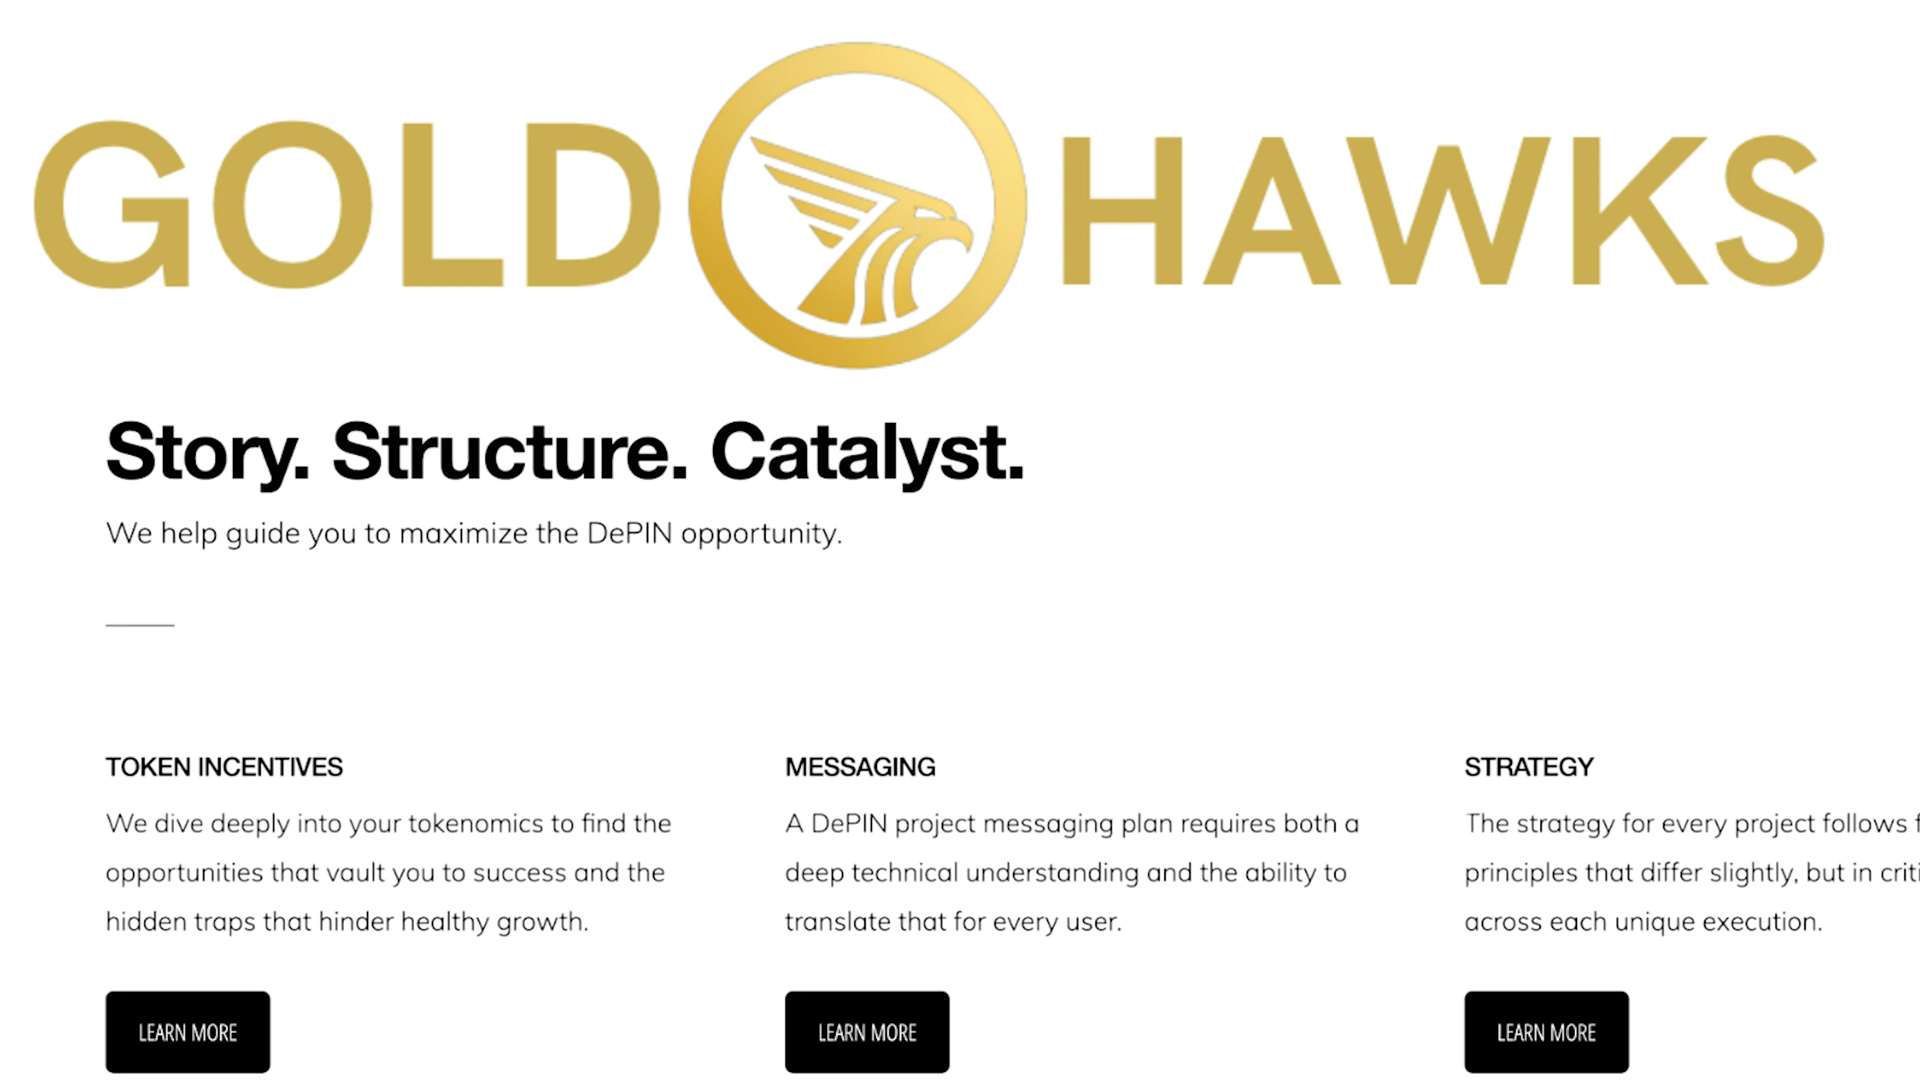 GOLD HAWKS
Story. Structure. Catalyst.
We help guide you to maximize the DePIN opportunity.
TOKEN INCENTIVES
We dive deeply into your tokenomics to find the
opportunities that vault you to success and the
hidden traps that hinder healthy growth.
LEARN MORE
MESSAGING
A DePIN project messaging plan requires both a
deep technical understanding and the ability to
translate that for every user.
LEARN MORE
STRATEGY
The strategy for every project follows
principles that differ slightly, but in
across each unique execution.
LEARN MORE